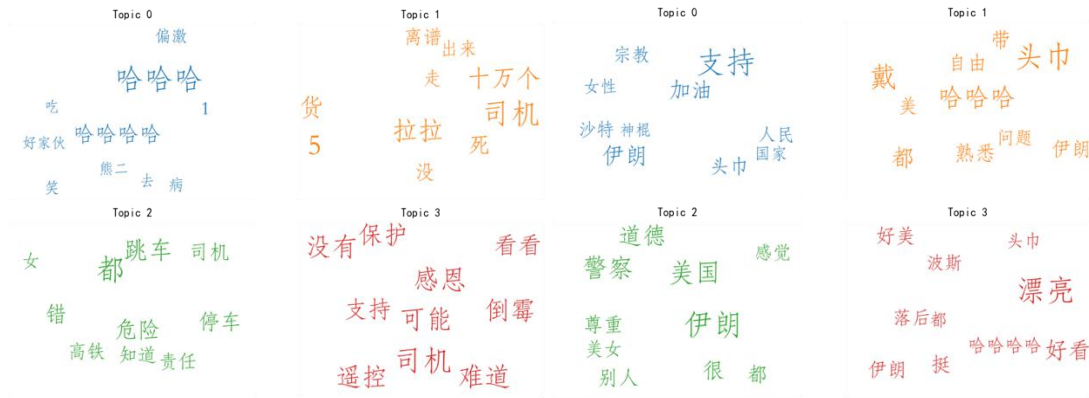 Topic 0
偏激
哈哈哈
吃
1
好家伙
哈哈哈哈
熊二
笑
去
病
Topic 1
离谱
出来
走
十万个
货
司机
5
拉拉
死
没
Topic 0
宗教
支持
女性
加油
沙特
神棍
人民
伊朗
头巾
国家
Topic 1
带
头巾
自由
戴
美
哈哈哈
问题
都
熟悉
伊朗
Topic 2
女
跳车
司机
都
错
危险
停车
高铁
知道
责任
Topic 3
没有
保护
看看
感恩
支持
可能
倒霉
司机
遥控
难道
Topic 2
道德
感觉
警察
美国
尊重
伊朗
美女
别人
很
都
Topic 3
好美
头巾
波斯
漂亮
落后
都
哈哈哈哈
好看
伊朗
挺